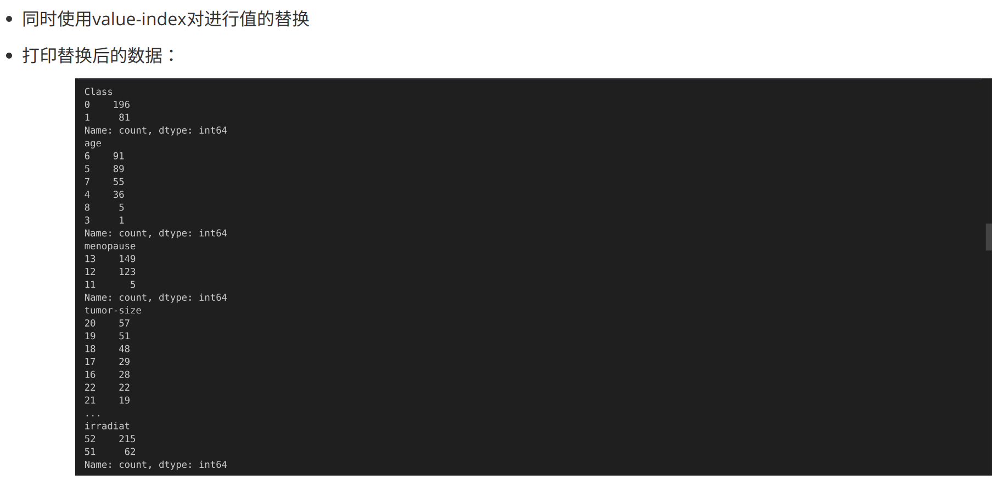 同时使用value-index对进行值的替换
打印替换后的数据：
Class
0    196
1     81
Name: count, dtype: int64
age
6    91
5    89
7    55
4    36
8     5
3     1
Name: count, dtype: int64
menopause
13    149
12    123
11      5
Name: count, dtype: int64
tumor-size
20    57
19    51
18    48
17    29
16    28
22    22
21    19
...
irradiat
52    215
51     62
Name: count, dtype: int64